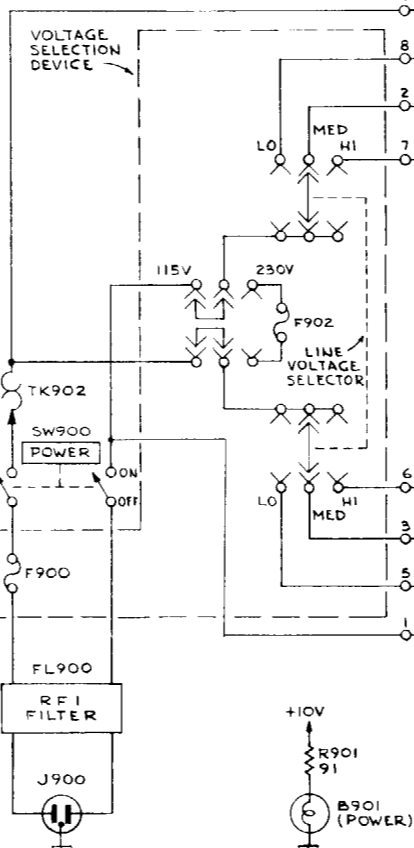 VOLTAGE
SELECTION
DEVICE
8
2
LO
MED
HI
7
115V
230V
F902
LINE
VOLTAGE
SELECTOR
TK902
SW900
POWER
ON
OFF
LO
MED
HI
6
3
5
1
F900
FL900
RFI
FILTER
J900
+10V
R901
91
B901
(POWER)